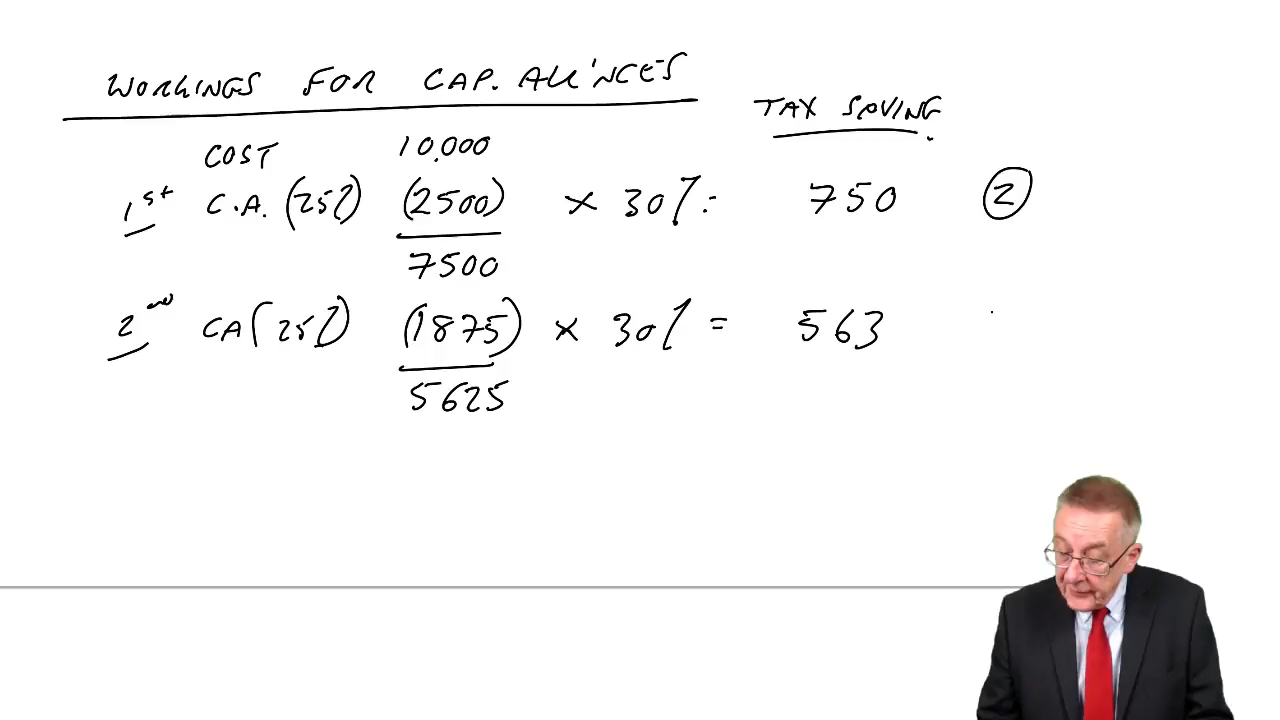 WORKINGS FOR CAP. ALL'NCES
TAX SAVING
COST 10,000
1st C.A. (25%) (2500) × 30% = 750 2
7500
2nd CA (25%) (1875) × 30% = 563
5625